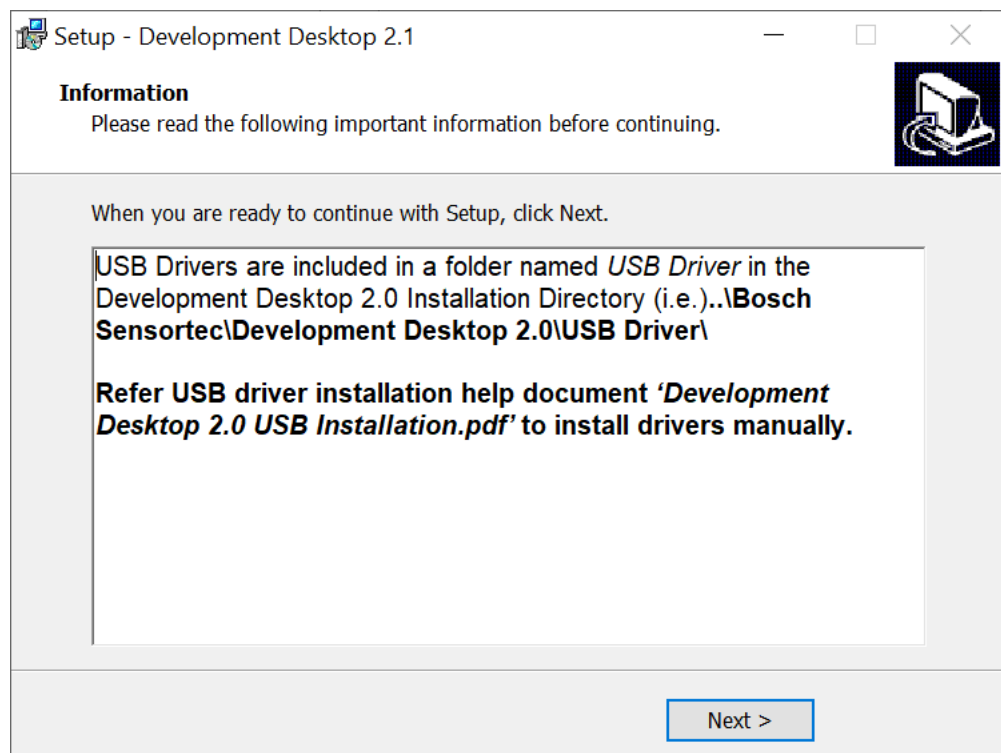 Setup - Development Desktop 2.1
Information
Please read the following important information before continuing.
When you are ready to continue with Setup, click Next.
USB Drivers are included in a folder named USB Driver in the
Development Desktop 2.0 Installation Directory (i.e.)..\Bosch
Sensortec\Development Desktop 2.0\USB Driver\
Refer USB driver installation help document ‘Development
Desktop 2.0 USB Installation.pdf’ to install drivers manually.
Next >